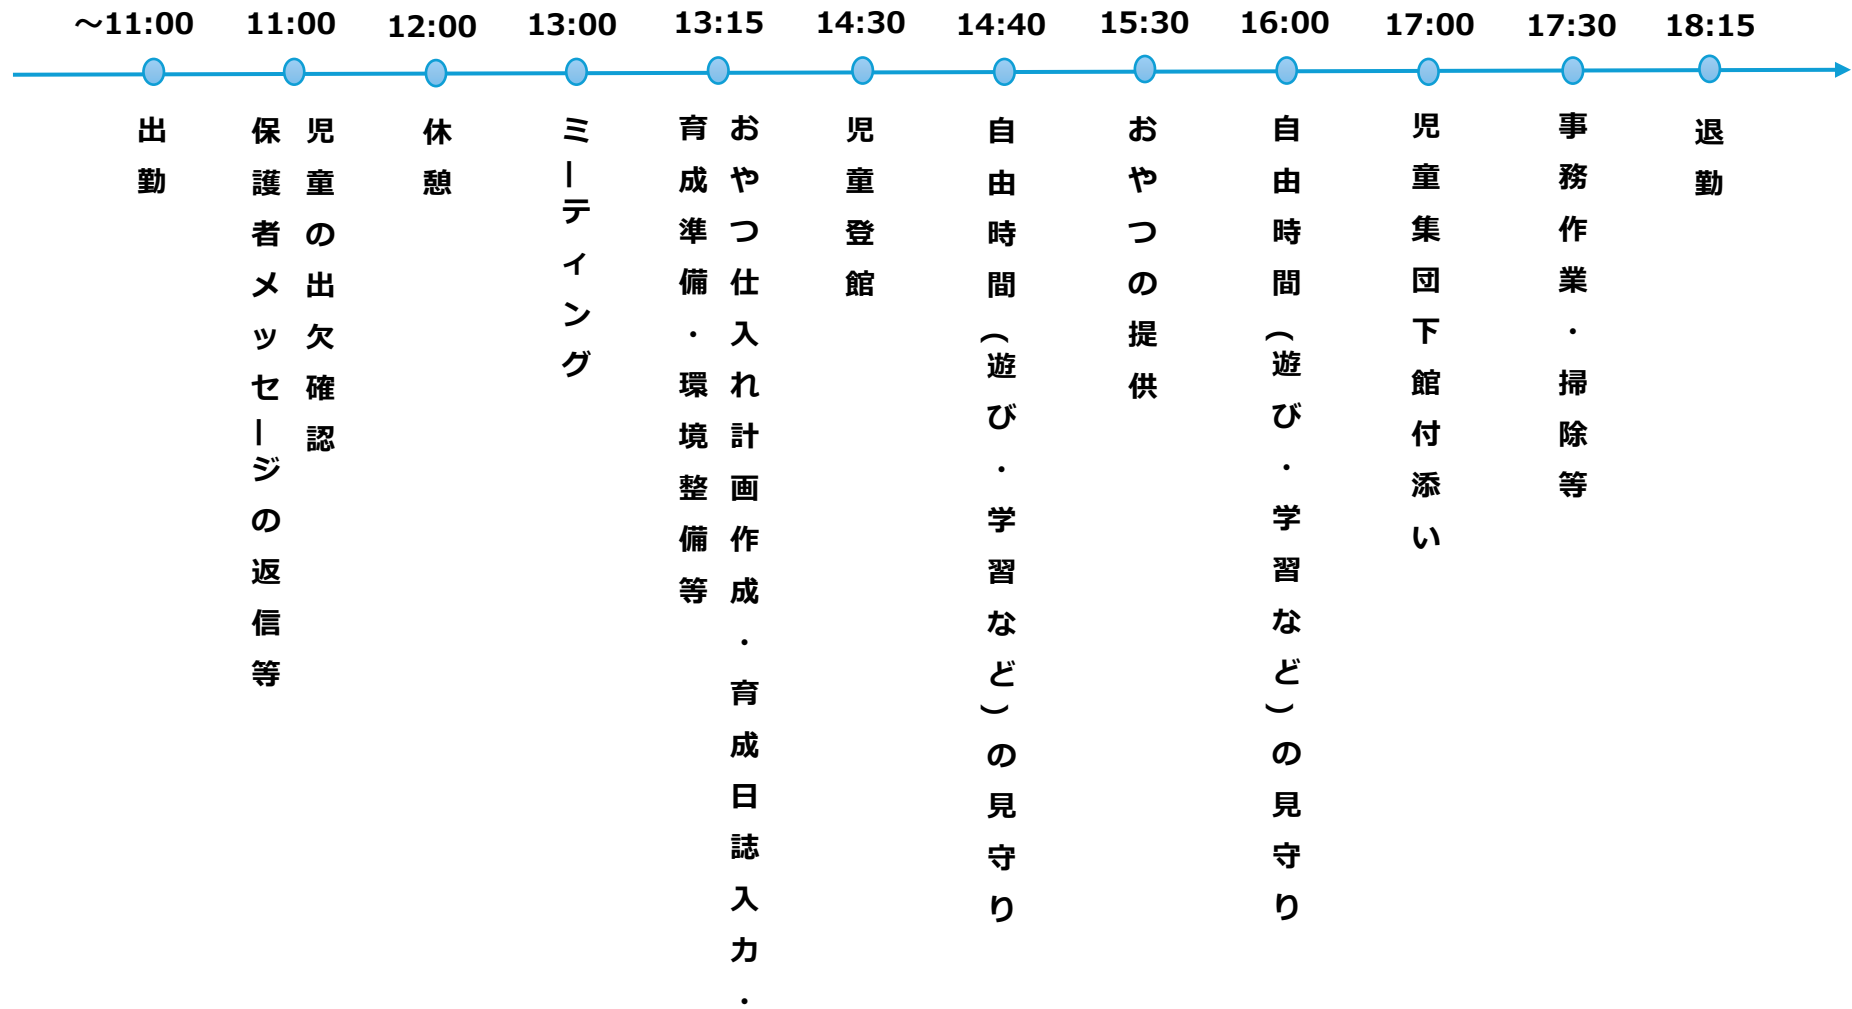 ～11:00
出勤
11:00
児童の出欠確認
保護者メッセージの返信等
12:00
休憩
13:00
ミーティング
13:15
おやつ仕入れ計画作成・育成日誌入力・
育成準備・環境整備等
14:30
児童登館
14:40
自由時間(遊び・学習など)の見守り
15:30
おやつの提供
16:00
自由時間(遊び・学習など)の見守り
17:00
児童集団下館付添い
17:30
事務作業・掃除等
18:15
退勤